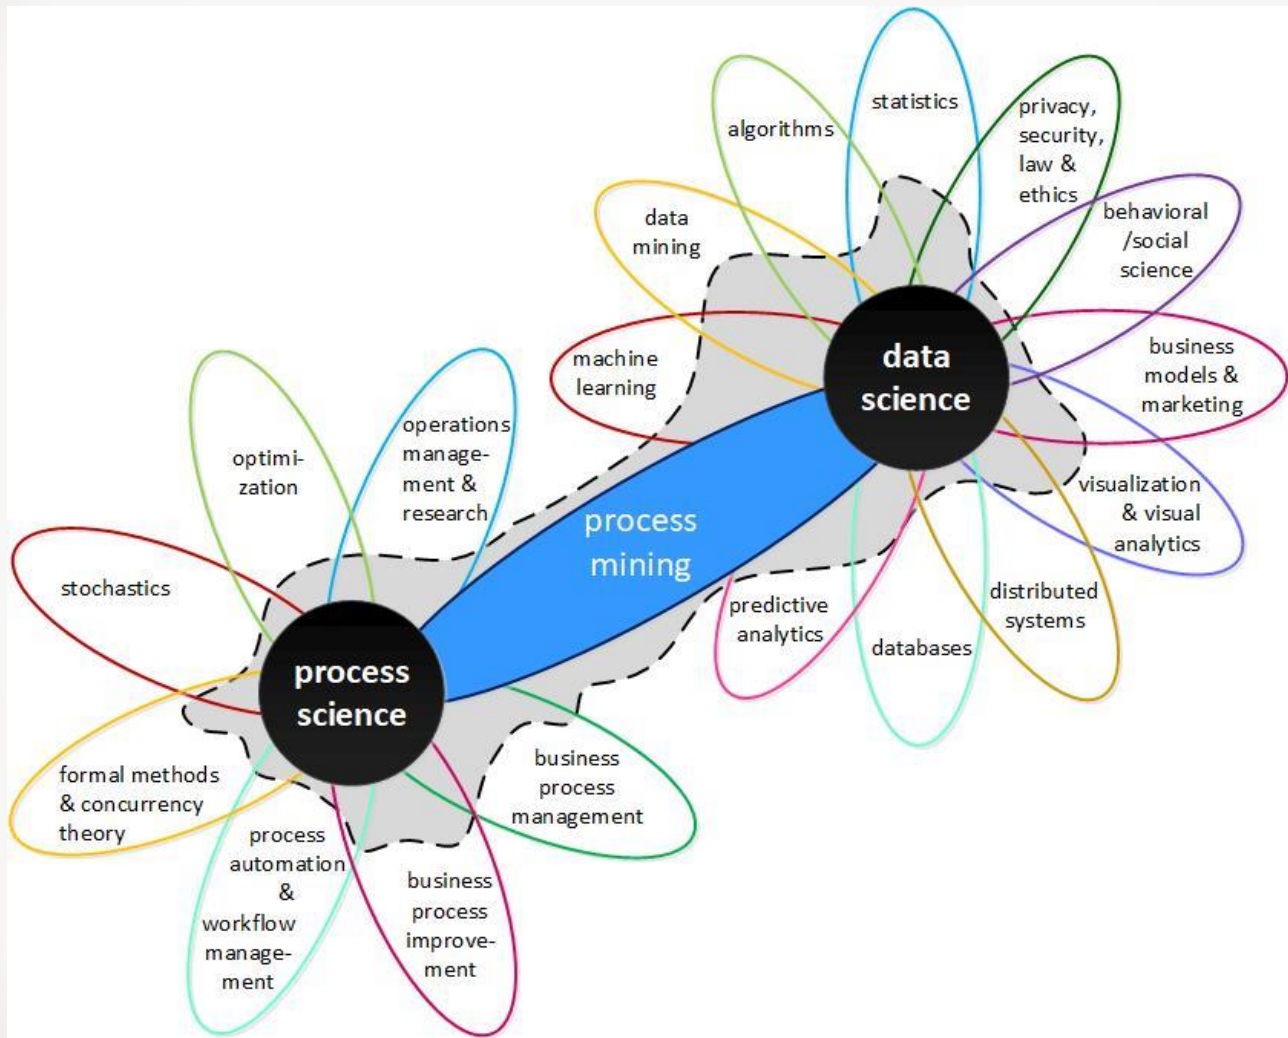 statistics
algorithms
privacy,
security,
law &
ethics
data
mining
behavioral
/social
science
machine
learning
data
science
business
models &
marketing
optimi-
zation
operations
manage-
ment &
research
visualization
& visual
analytics
process
mining
stochastics
predictive
analytics
databases
distributed
systems
process
science
formal methods
& concurrency
theory
business
process
management
process
automation
&
workflow
manage-
ment
business
process
improve-
ment